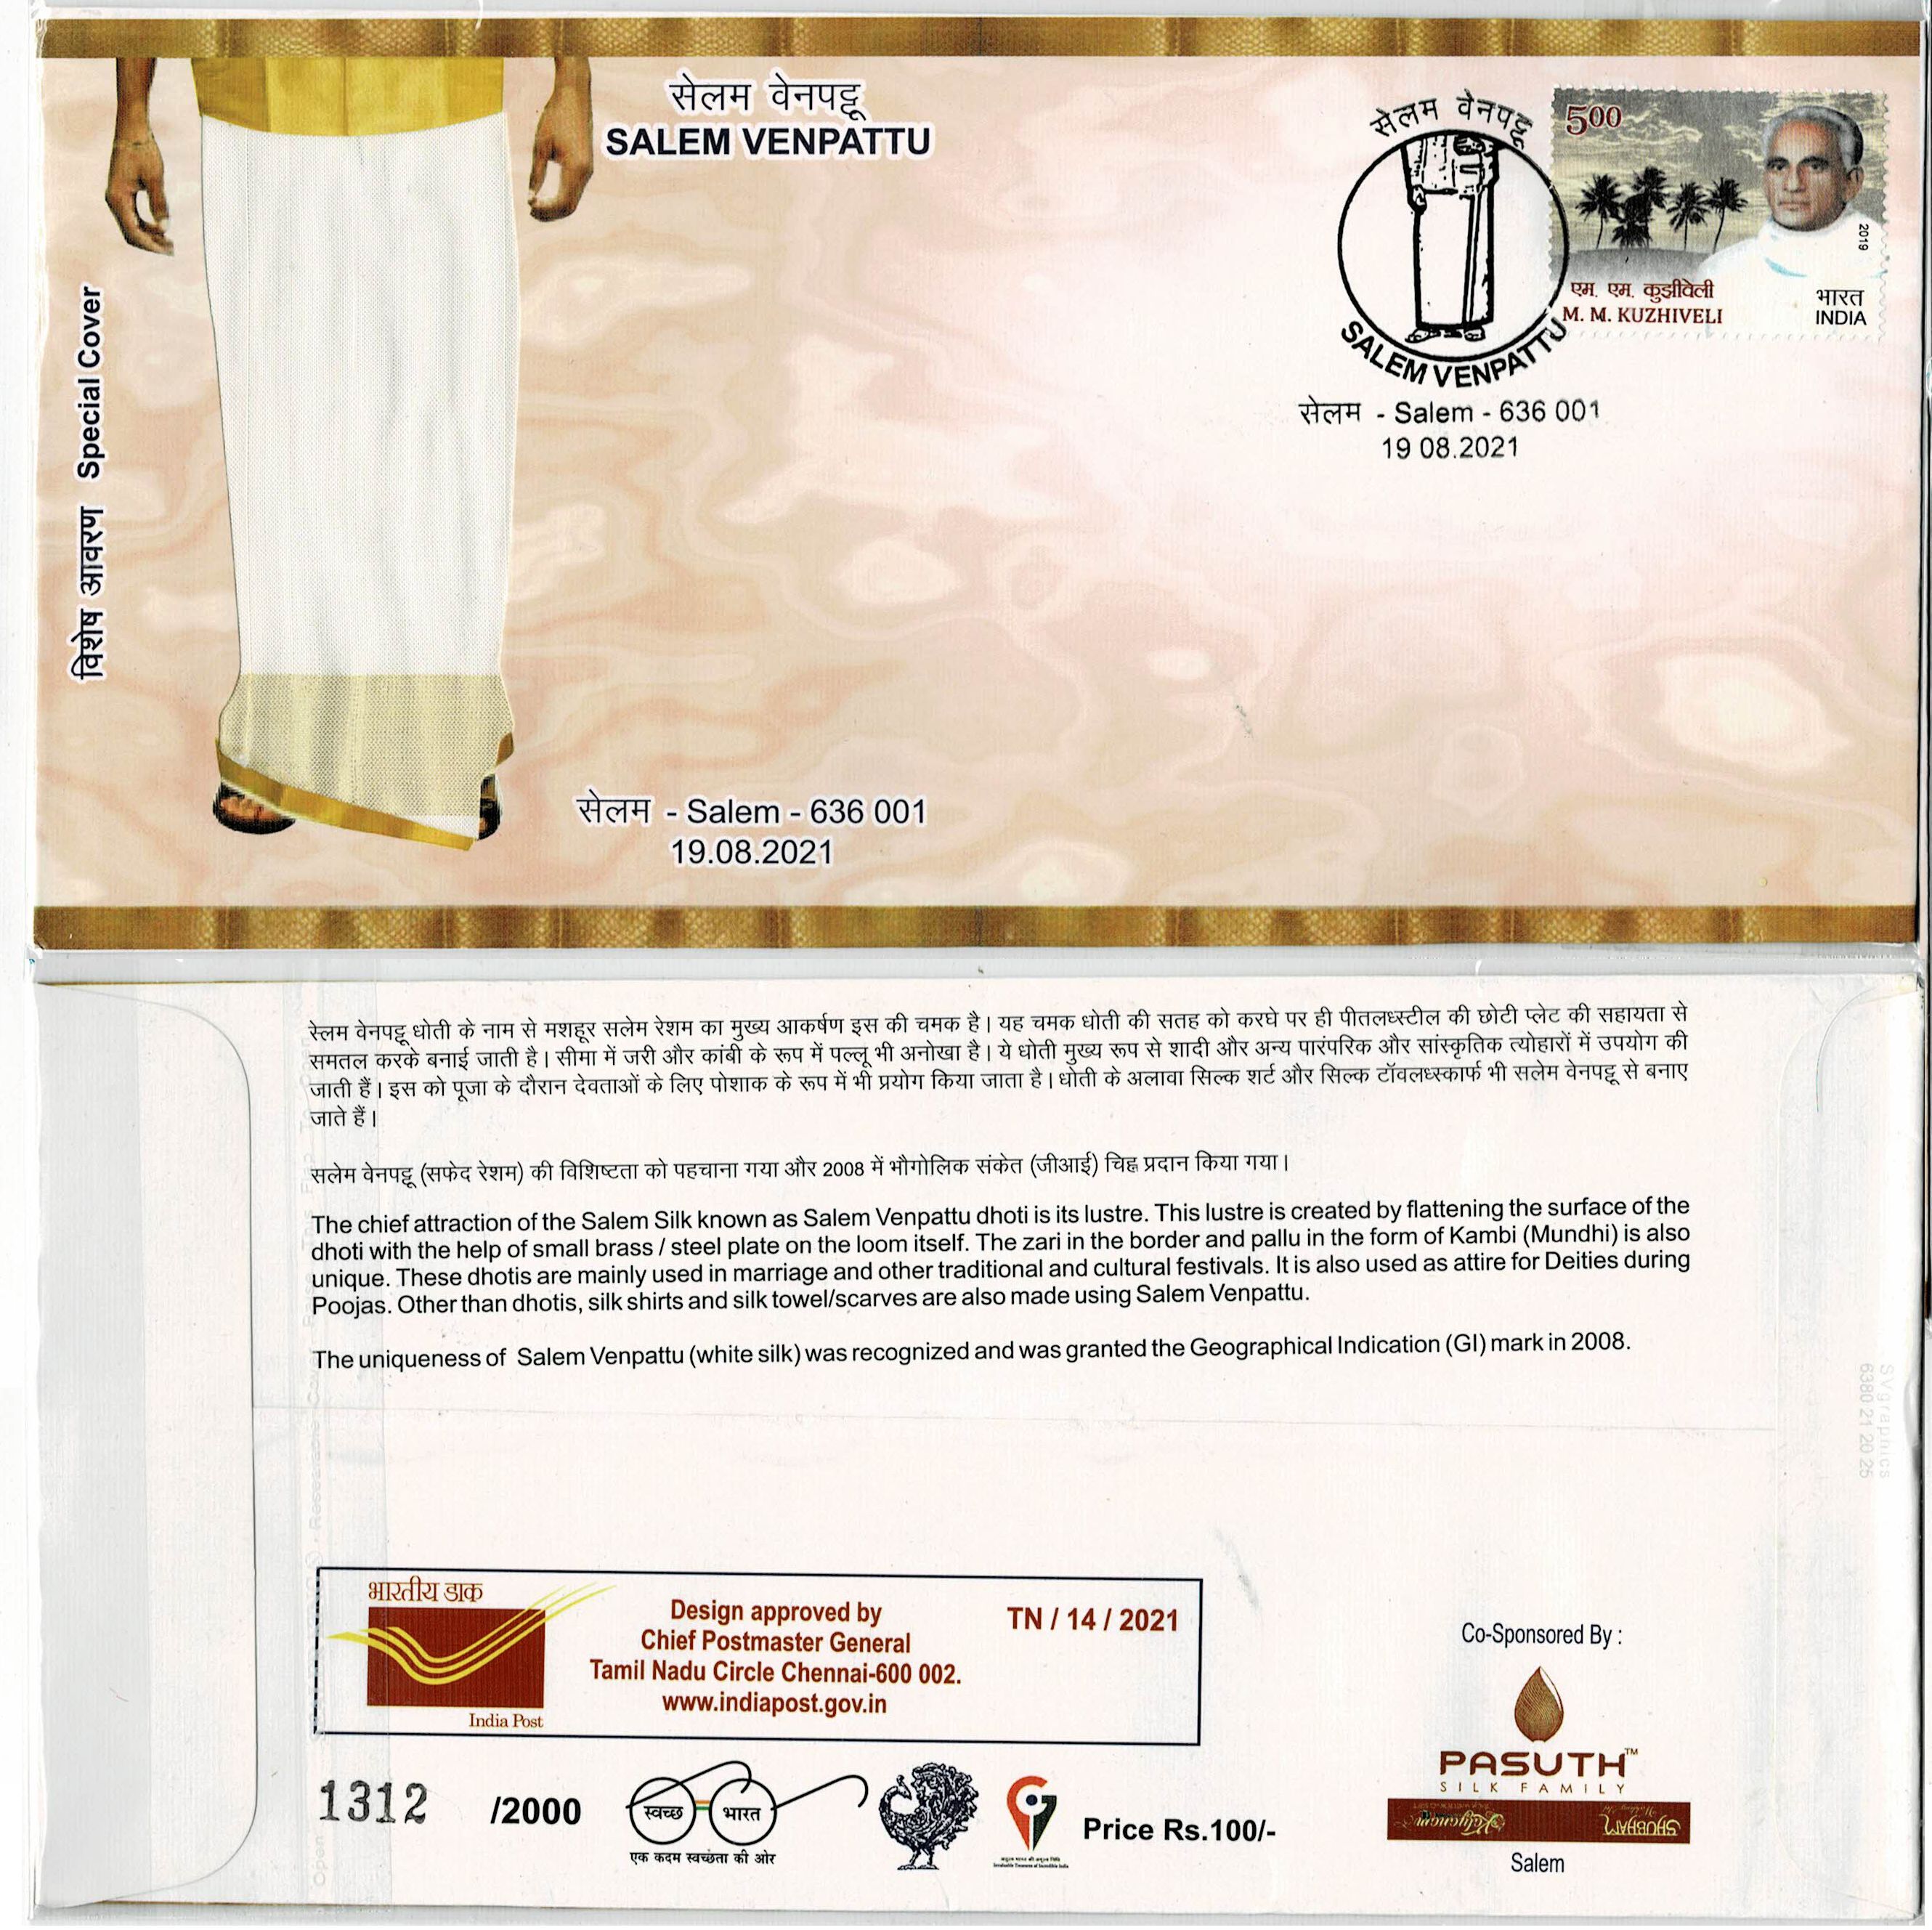 सेलम वेनपट्टू
SALEM VENPATTU
विशेष आवरण Special Cover
सेलम वेनपट्टू
SALEM VENPATTU
सेलम - Salem - 636 001
19 08.2021
500
2019
एम. एम. कुझीवेली
M. M. KUZHIVELI
भारत
INDIA
सेलम - Salem - 636 001
19.08.2021
स्लेम वेनपट्टू धोती के नाम से मशहूर सलेम रेशम का मुख्य आकर्षण इस की चमक है। यह चमक धोती की सतह को करघे पर ही पीतलध्स्टील की छोटी प्लेट की सहायता से
समतल करके बनाई जाती है। सीमा में जरी और कांबी के रूप में पल्लू भी अनोखा है। ये धोती मुख्य रूप से शादी और अन्य पारंपरिक और सांस्कृतिक त्योहारों में उपयोग की
जाती हैं। इस को पूजा के दौरान देवताओं के लिए पोशाक के रूप में भी प्रयोग किया जाता है। धोती के अलावा सिल्क शर्ट और सिल्क टॉवलध्स्कार्फ भी सलेम वेनपट्टू से बनाए
जाते हैं।
सलेम वेनपट्टू (सफेद रेशम) की विशिष्टता को पहचाना गया और 2008 में भौगोलिक संकेत (जीआई) चिह्न प्रदान किया गया।
The chief attraction of the Salem Silk known as Salem Venpattu dhoti is its lustre. This lustre is created by flattening the surface of the
dhoti with the help of small brass / steel plate on the loom itself. The zari in the border and pallu in the form of Kambi (Mundhi) is also
unique. These dhotis are mainly used in marriage and other traditional and cultural festivals. It is also used as attire for Deities during
Poojas. Other than dhotis, silk shirts and silk towel/scarves are also made using Salem Venpattu.
The uniqueness of Salem Venpattu (white silk) was recognized and was granted the Geographical Indication (GI) mark in 2008.
SVgraphics
6380 21 20 25
भारतीय डाक
India Post
Design approved by
Chief Postmaster General
Tamil Nadu Circle Chennai-600 002.
www.indiapost.gov.in
TN / 14 / 2021
1312 /2000
स्वच्छ भारत
एक कदम स्वच्छता की ओर
Price Rs.100/-
Co-Sponsored By :
PASUTH™
SILK FAMILY
SHUBHAM
Salem